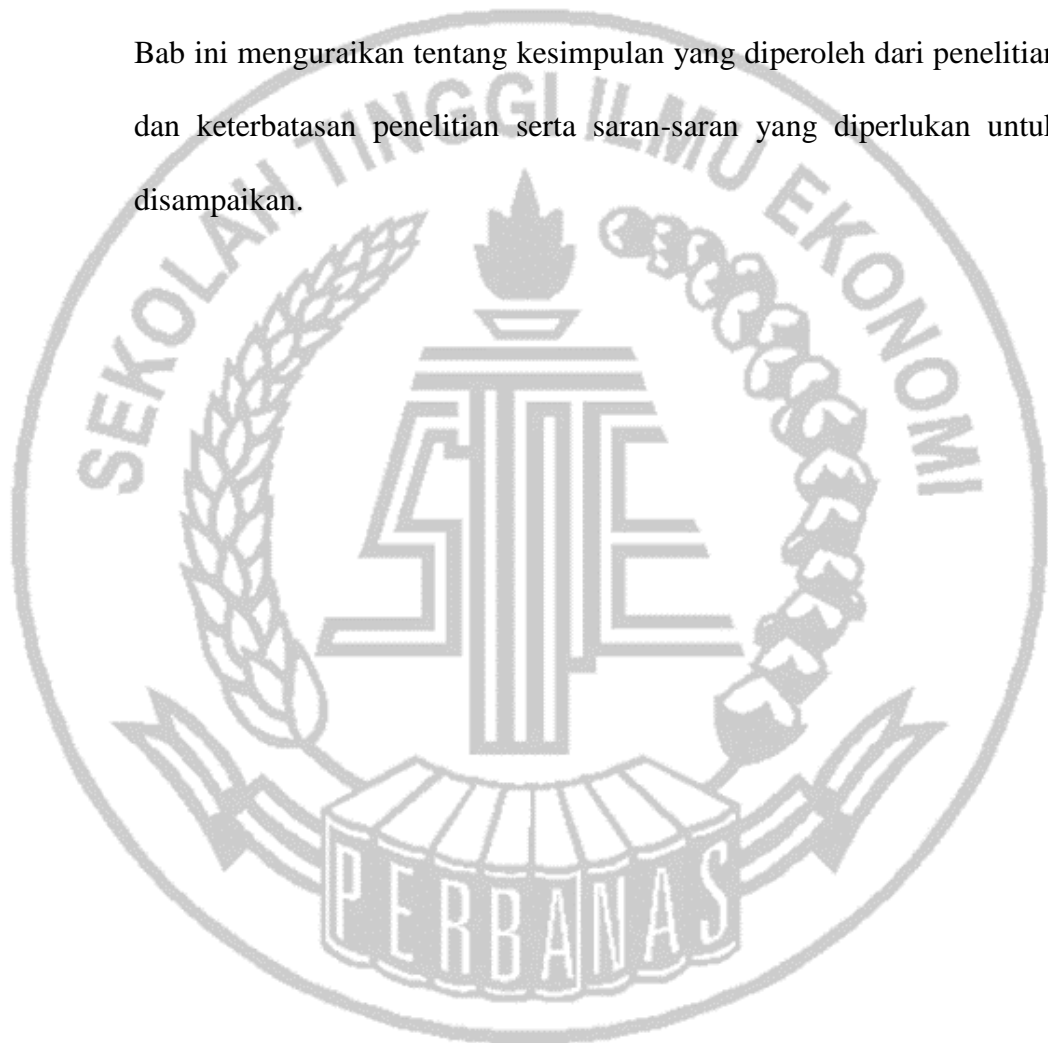 Bab ini menguraikan tentang kesimpulan yang diperoleh dari penelitian
dan keterbatasan penelitian serta saran-saran yang diperlukan untuk
disampaikan.
SEKOLAH TINGGI ILMU EKONOMI
STIE
PERBANAS